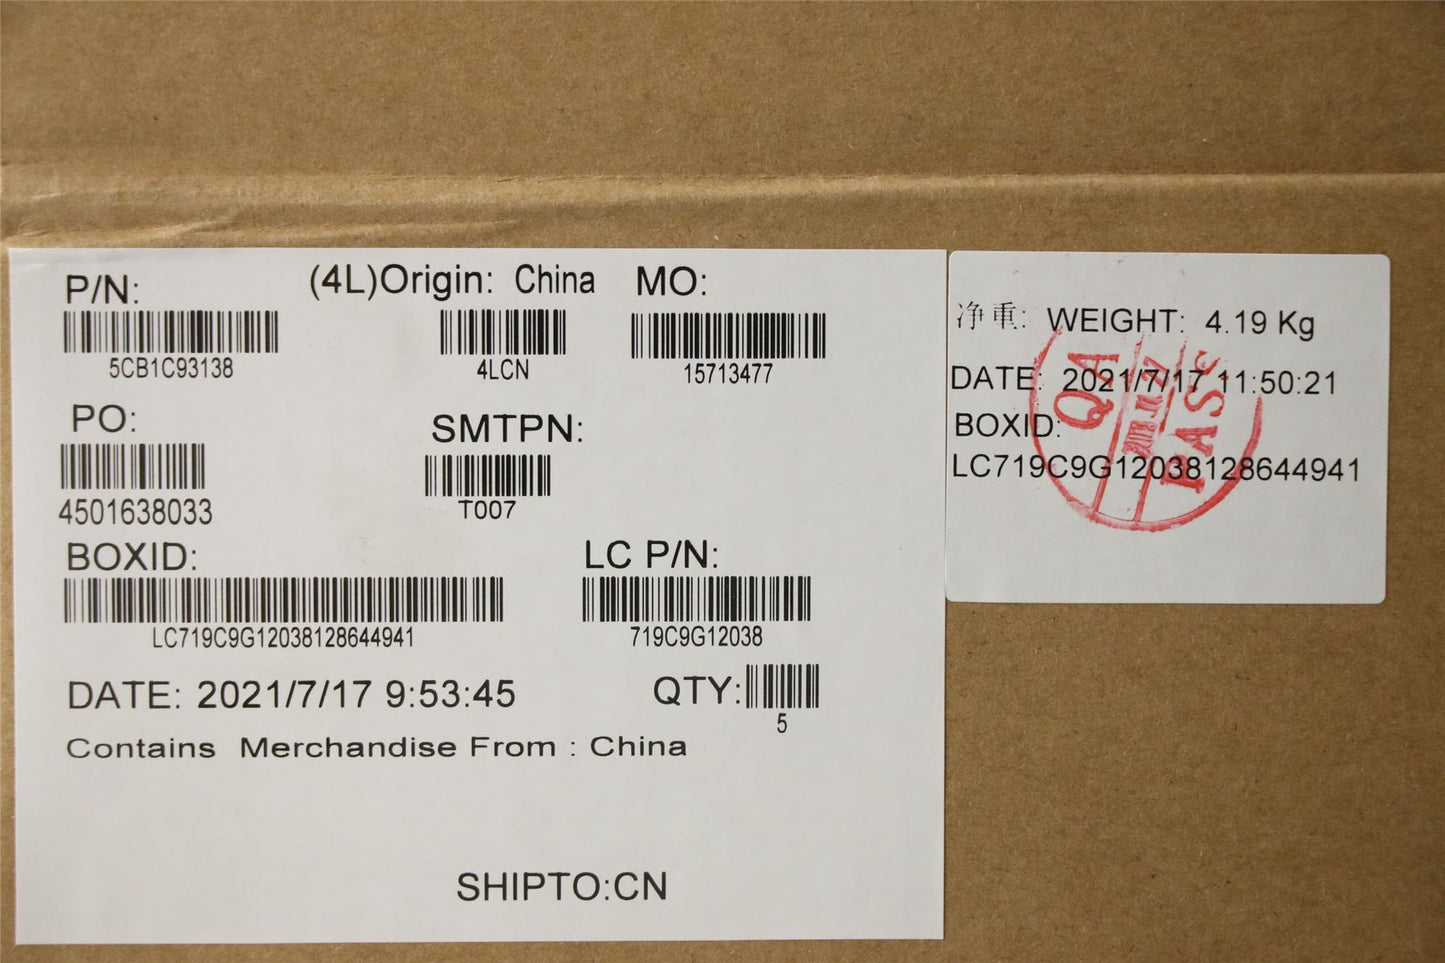 P/N:
5CB1C93138
(4L)Origin: China
4LCN
MO:
15713477
PO:
4501638033
SMTPN:
T007
BOXID:
LC719C9G12038128644941
LC P/N:
719C9G12038
DATE: 2021/7/17 9:53:45
QTY:
5
Contains Merchandise From : China
SHIPTO:CN
净重: WEIGHT: 4.19 Kg
DATE: 2021/7/17 11:50:21
BOXID:
LC719C9G12038128644941
QA
PASS